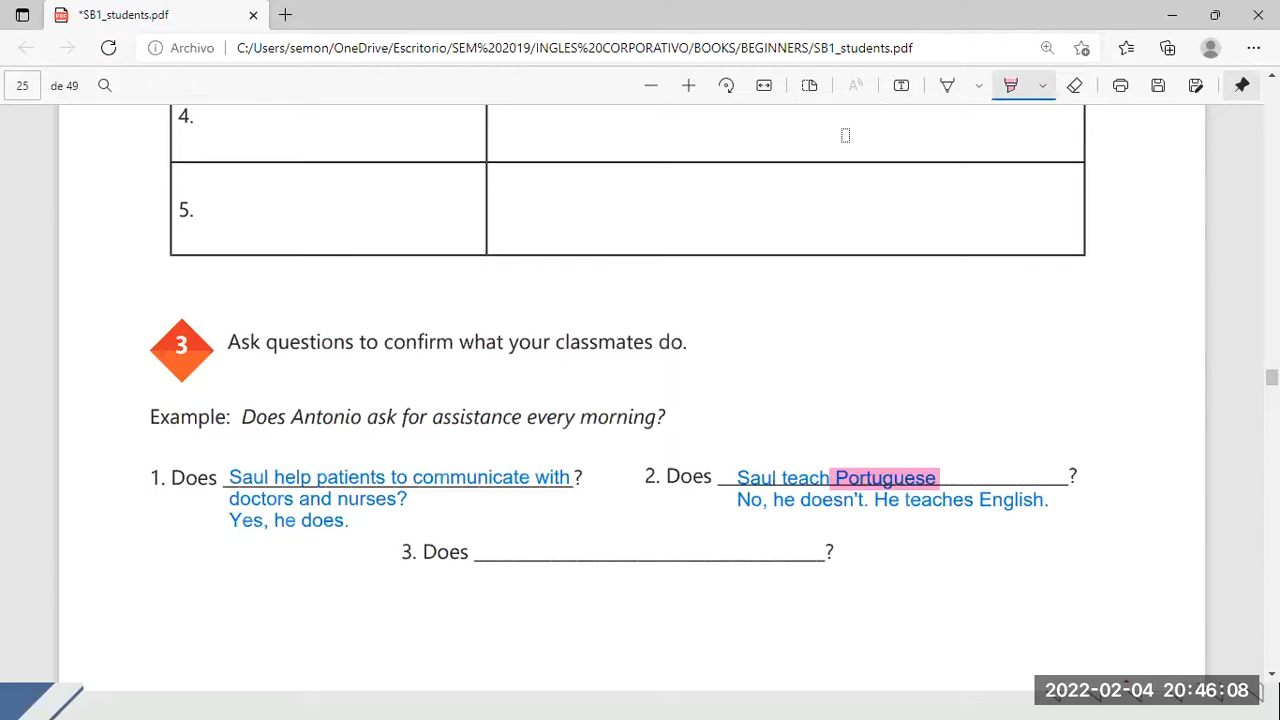 *SB1_students.pdf
Archivo C:/Users/semon/OneDrive/Escritorio/SEM%202019/INGLES%20CORPORATIVO/BOOKS/BEGINNERS/SB1_students.pdf
25 de 49
4.
5.
3 Ask questions to confirm what your classmates do.
Example: Does Antonio ask for assistance every morning?
1. Does Saul help patients to communicate with ?
doctors and nurses?
Yes, he does.
2. Does Saul teach Portuguese ?
No, he doesn't. He teaches English.
3. Does ______________________________ ?
2022-02-04 20:46:08